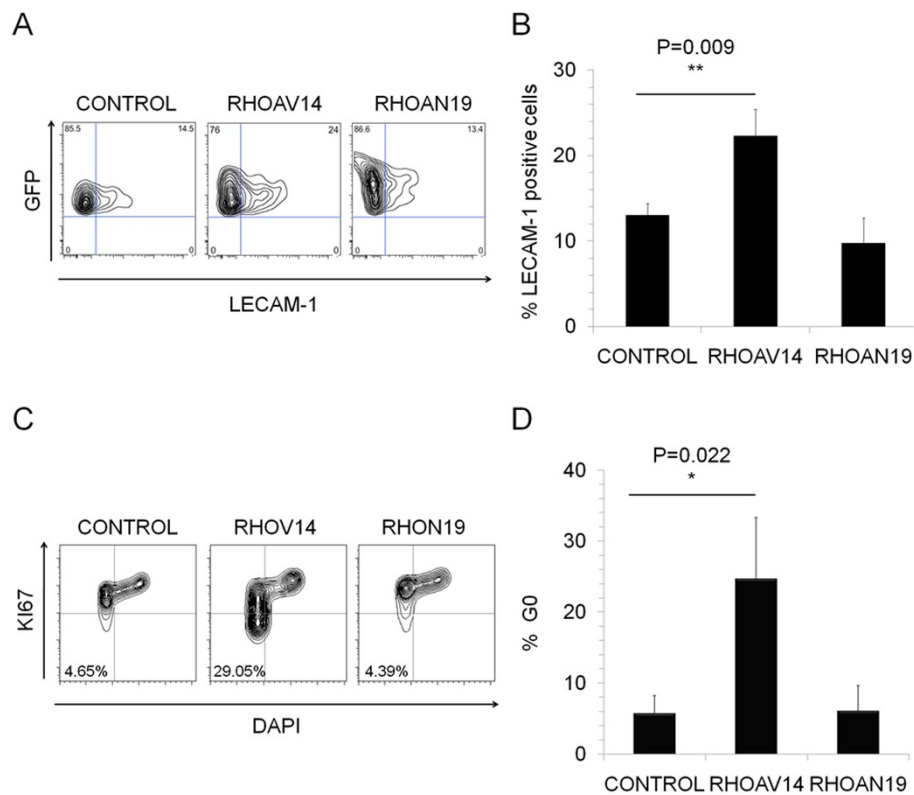 A
CONTROL RHOAV14 RHOAN19
85.5 14.5 76 24 86.6 13.4
GFP
0 0 0 0 0 0
LECAM-1
B
P=0.009
**
% LECAM-1 positive cells
30
20
10
0
CONTROL RHOAV14 RHOAN19
C
CONTROL RHOV14 RHON19
KI67
4.65% 29.05% 4.39%
DAPI
D
P=0.022
*
% G0
40
30
20
10
0
CONTROL RHOAV14 RHOAN19